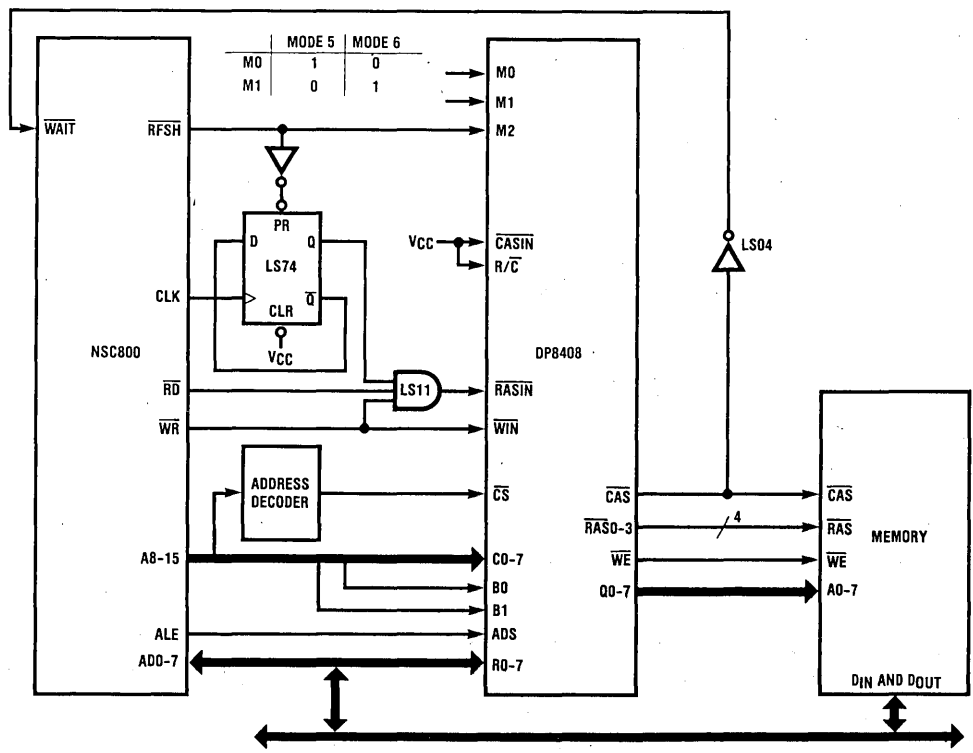 MODE 5 MODE 6
M0 1 0
M1 0 1
M0
M1
WAIT RFSH M2
PR
D Q
LS74
CLK Q
CLR
VCC
VCC CASIN
R/C
LS04
NSC800
DP8408
RD LS11 RASIN
WR WIN
ADDRESS
DECODER
CS CAS CAS
RAS0-3 4 RAS
MEMORY
A8-15 C0-7 WE WE
B0 Q0-7 A0-7
B1
ALE ADS
AD0-7 R0-7
DIN AND DOUT